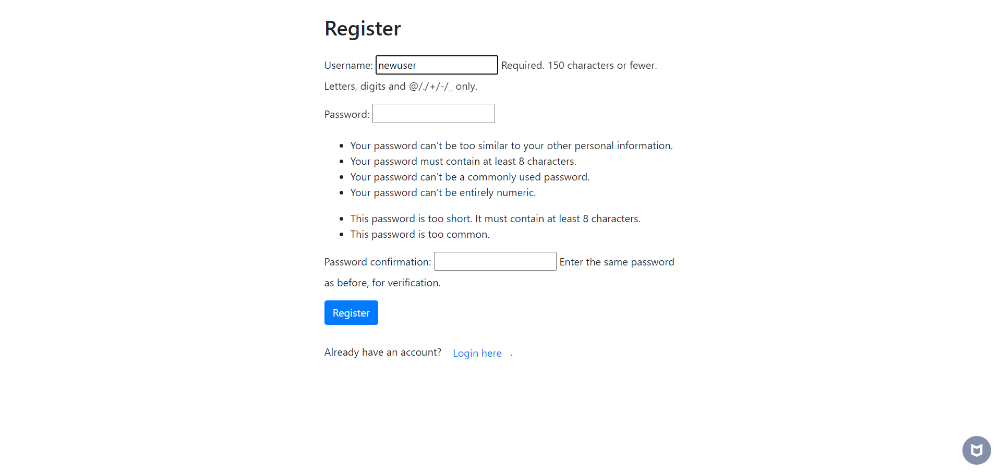 Register
Username: newuser Required. 150 characters or fewer.
Letters, digits and @/./+/-/_ only.
Password:
• Your password can’t be too similar to your other personal information.
• Your password must contain at least 8 characters.
• Your password can’t be a commonly used password.
• Your password can’t be entirely numeric.
• This password is too short. It must contain at least 8 characters.
• This password is too common.
Password confirmation: Enter the same password
as before, for verification.
Register
Already have an account? Login here .